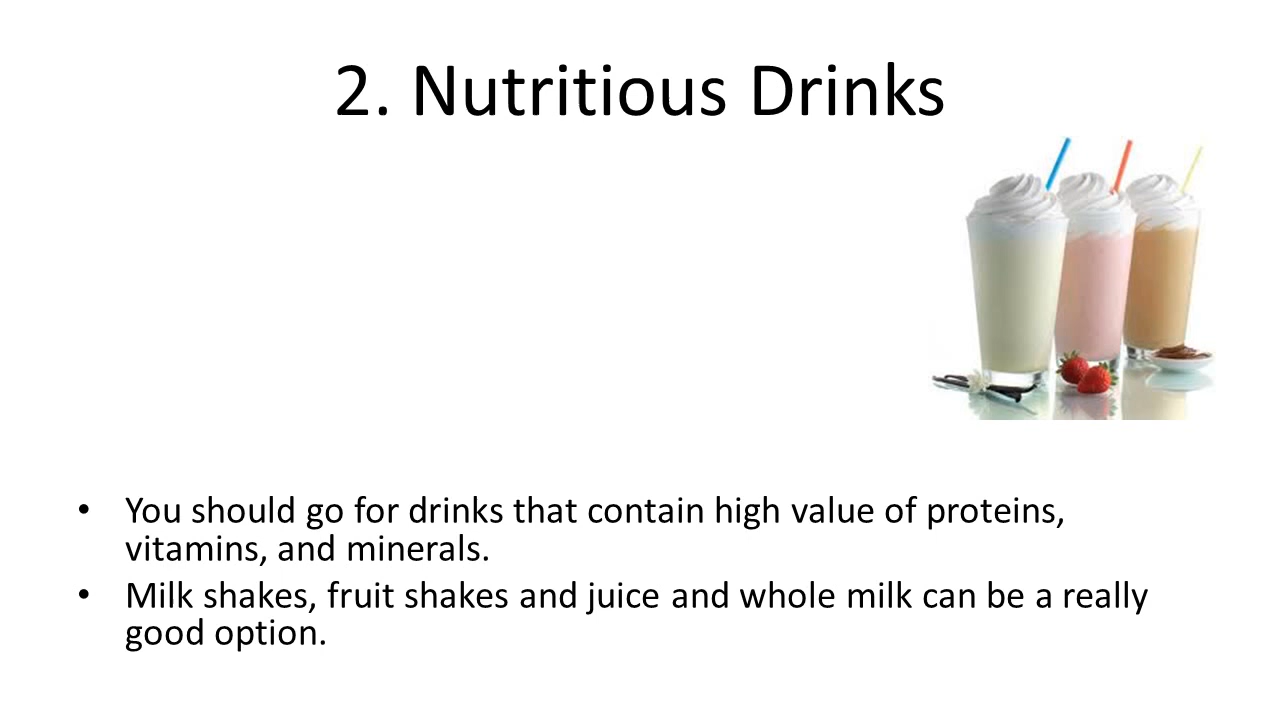 2. Nutritious Drinks
• You should go for drinks that contain high value of proteins,
vitamins, and minerals.
• Milk shakes, fruit shakes and juice and whole milk can be a really
good option.